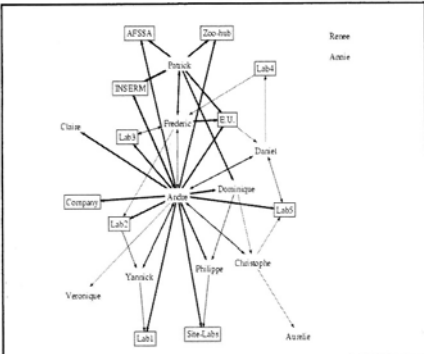 AFSSA
Zoo-hub
Renee
Patrick
Lab4
Annie
INSERM
Frederic
E.U.
Claire
Lab3
Daniel
Dominique
Company
Andre
Lab5
Lab2
Philippe
Christophe
Yannick
Veronique
Lab1
Site-Labs
Aurelie